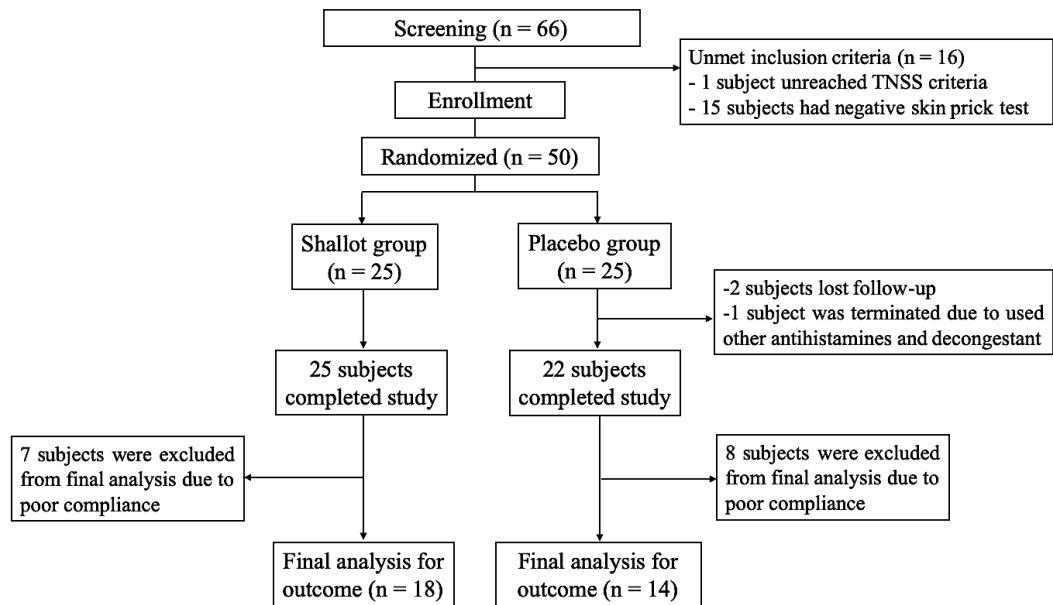 Screening (n = 66)
Unmet inclusion criteria (n = 16)
- 1 subject unreached TNSS criteria
- 15 subjects had negative skin prick test
Enrollment
Randomized (n = 50)
Shallot group
(n = 25)
Placebo group
(n = 25)
-2 subjects lost follow-up
-1 subject was terminated due to used
other antihistamines and decongestant
25 subjects
completed study
22 subjects
completed study
7 subjects were excluded
from final analysis due to
poor compliance
8 subjects were excluded
from final analysis due to
poor compliance
Final analysis for
outcome (n = 18)
Final analysis for
outcome (n = 14)